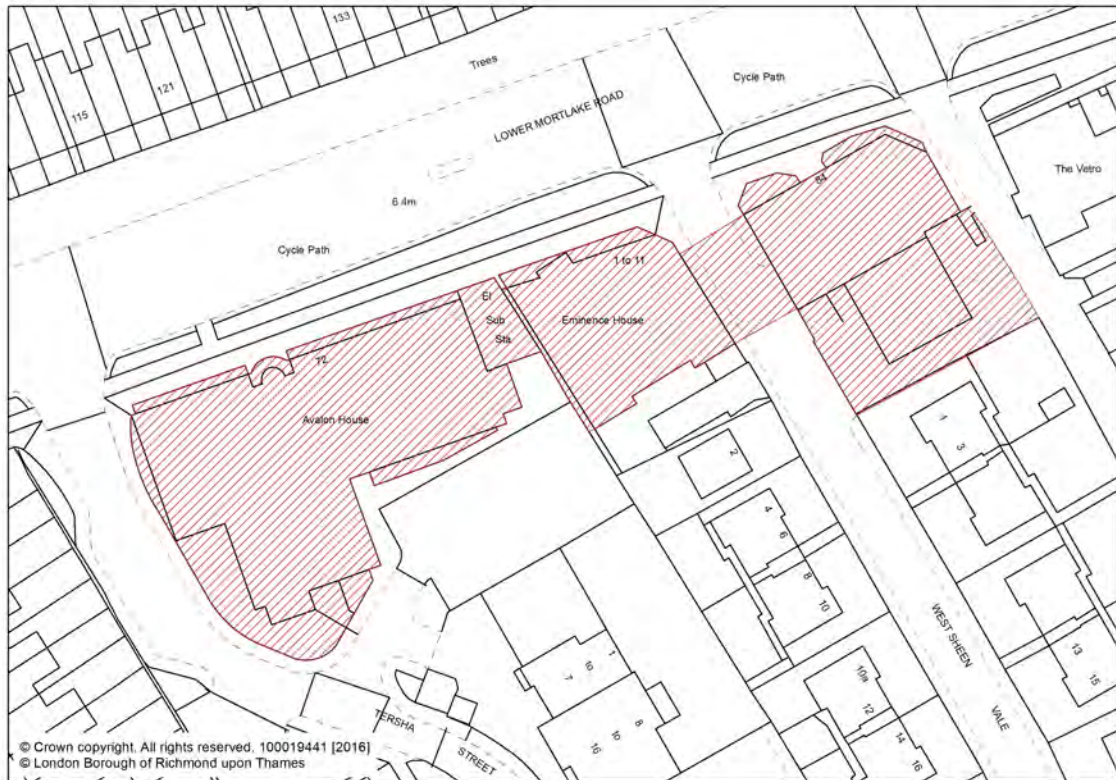 133
121
115
Trees
Cycle Path
LOWER MORTLAKE ROAD
6.4m
Cycle Path
The Vetro
64
1 to 11
El
Sub
Sta
Eminence House
72
Avalon House
2
4
6
8
10
1
3
WEST SHEEN
VALE
10a
12
14
16
13
15
1
to
7
8
to
16
TERSHA
STREET
© Crown copyright. All rights reserved. 100019441 [2016]
© London Borough of Richmond upon Thames